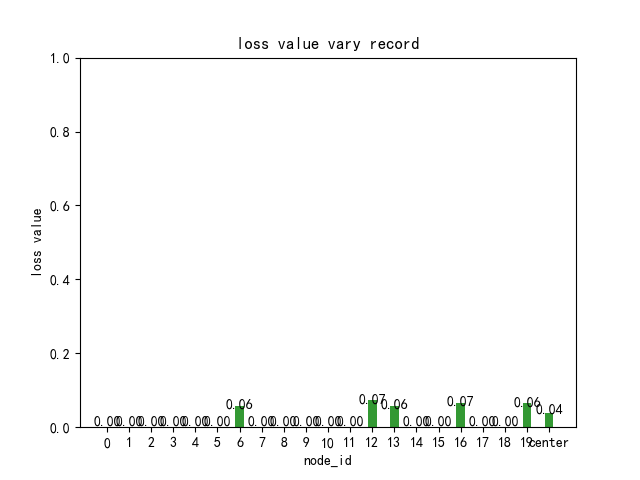 loss value vary record
1.0
0.8
0.6
0.4
0.2
0.0
loss value
0.00 0.00 0.00 0.00 0.00 0.00 0.06 0.00 0.00 0.00 0.00 0.00 0.07 0.06 0.00 0.00 0.07 0.00 0.00 0.06 0.04
0 1 2 3 4 5 6 7 8 9 10 11 12 13 14 15 16 17 18 19 center
node_id